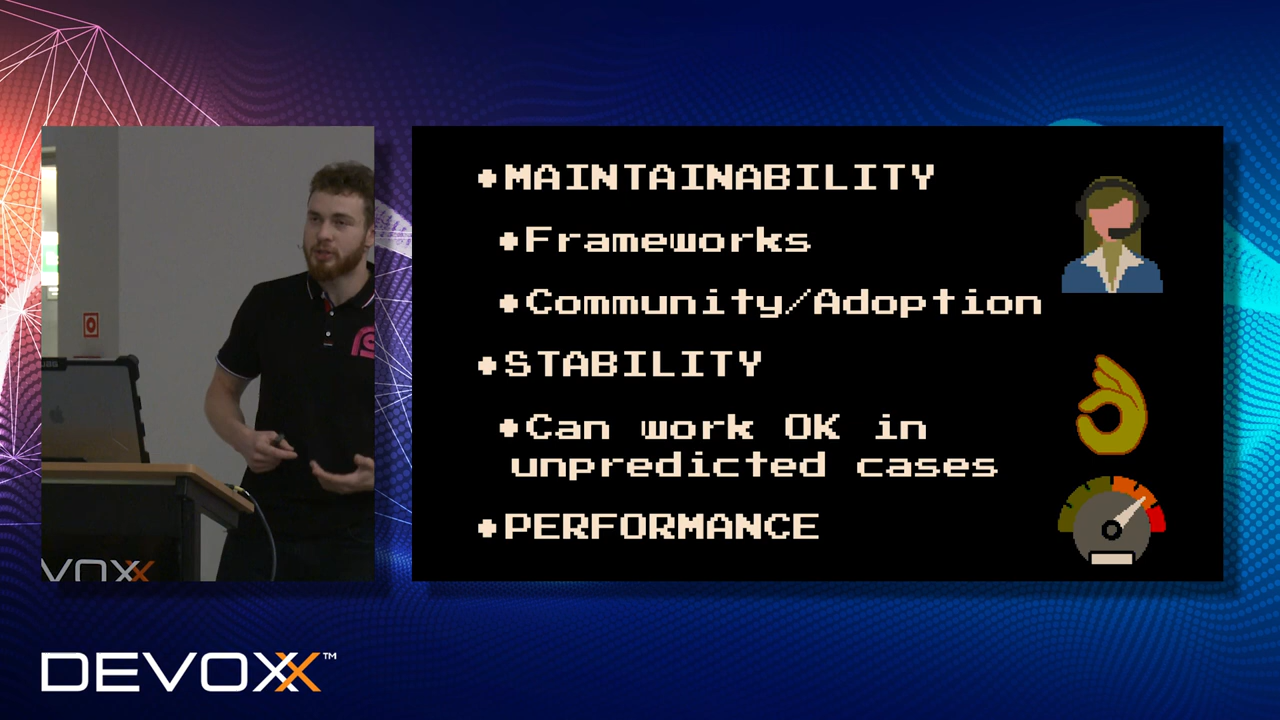 •MAINTAINABILITY
•Frameworks
•Community/Adoption
•STABILITY
•Can work OK in
unpredicted cases
•PERFORMANCE
VOXX
DEVOXX™